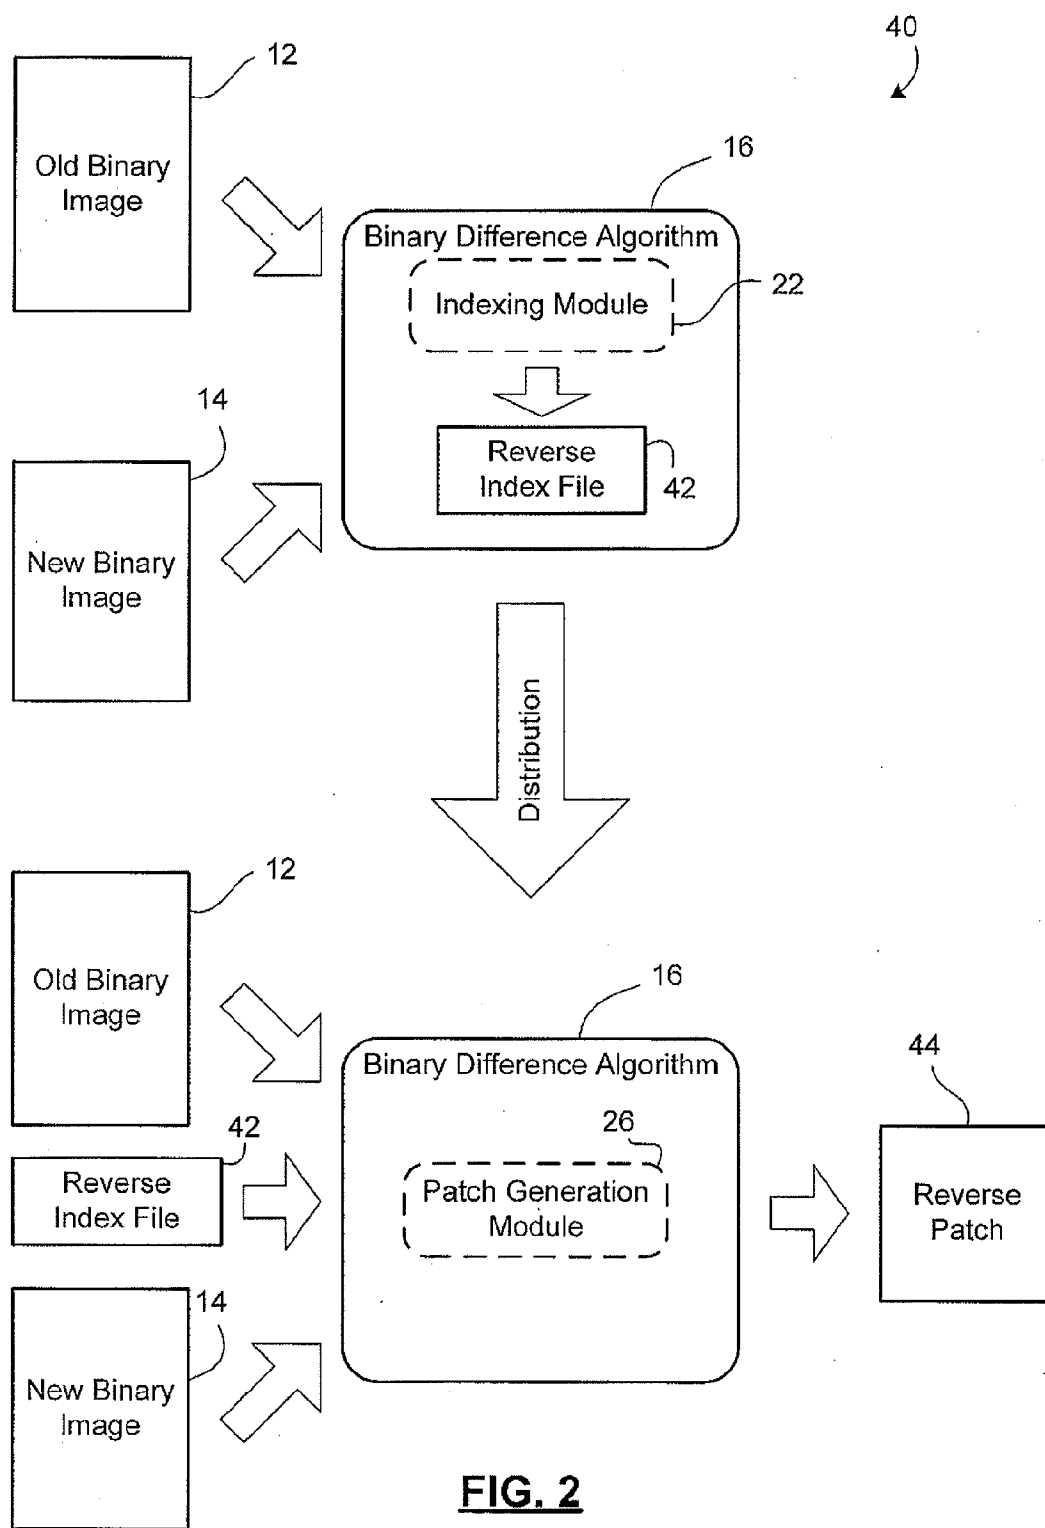 40
12
Old Binary
Image
16
Binary Difference Algorithm
Indexing Module
22
Reverse
Index File
42
14
New Binary
Image
Distribution
12
Old Binary
Image
16
Binary Difference Algorithm
42
Reverse
Index File
26
Patch Generation
Module
44
Reverse
Patch
14
New Binary
Image
FIG. 2